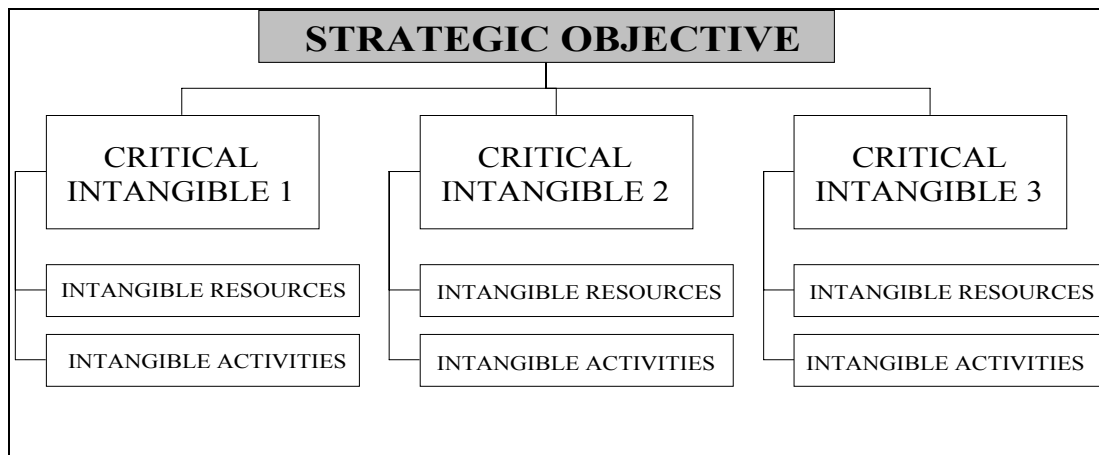 STRATEGIC OBJECTIVE
CRITICAL
INTANGIBLE 1
INTANGIBLE RESOURCES
INTANGIBLE ACTIVITIES
CRITICAL
INTANGIBLE 2
INTANGIBLE RESOURCES
INTANGIBLE ACTIVITIES
CRITICAL
INTANGIBLE 3
INTANGIBLE RESOURCES
INTANGIBLE ACTIVITIES